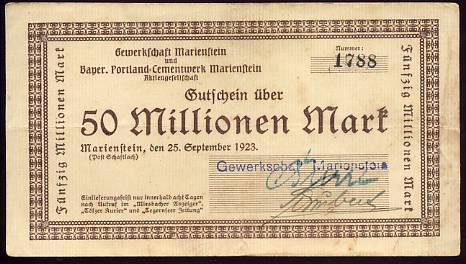 Gewerkschaft Marienstein
und
Bayer. Portland-Cementwerk Marienstein
Aktiengesellschaft
Nummer:
1788
Gutschein über
50 Millionen Mark
Marienstein, den 25. September 1923.
(Post Schaftlach)
Gewerkschaft Marienstein
Einlieferungsfrist nur innerhalb acht Tagen
nach Aufruf im "Miesbacher Anzeiger",
"Tölzer Kurier" und "Tegernseer Zeitung"
Fünfzig Millionen Mark
Fünfzig Millionen Mark